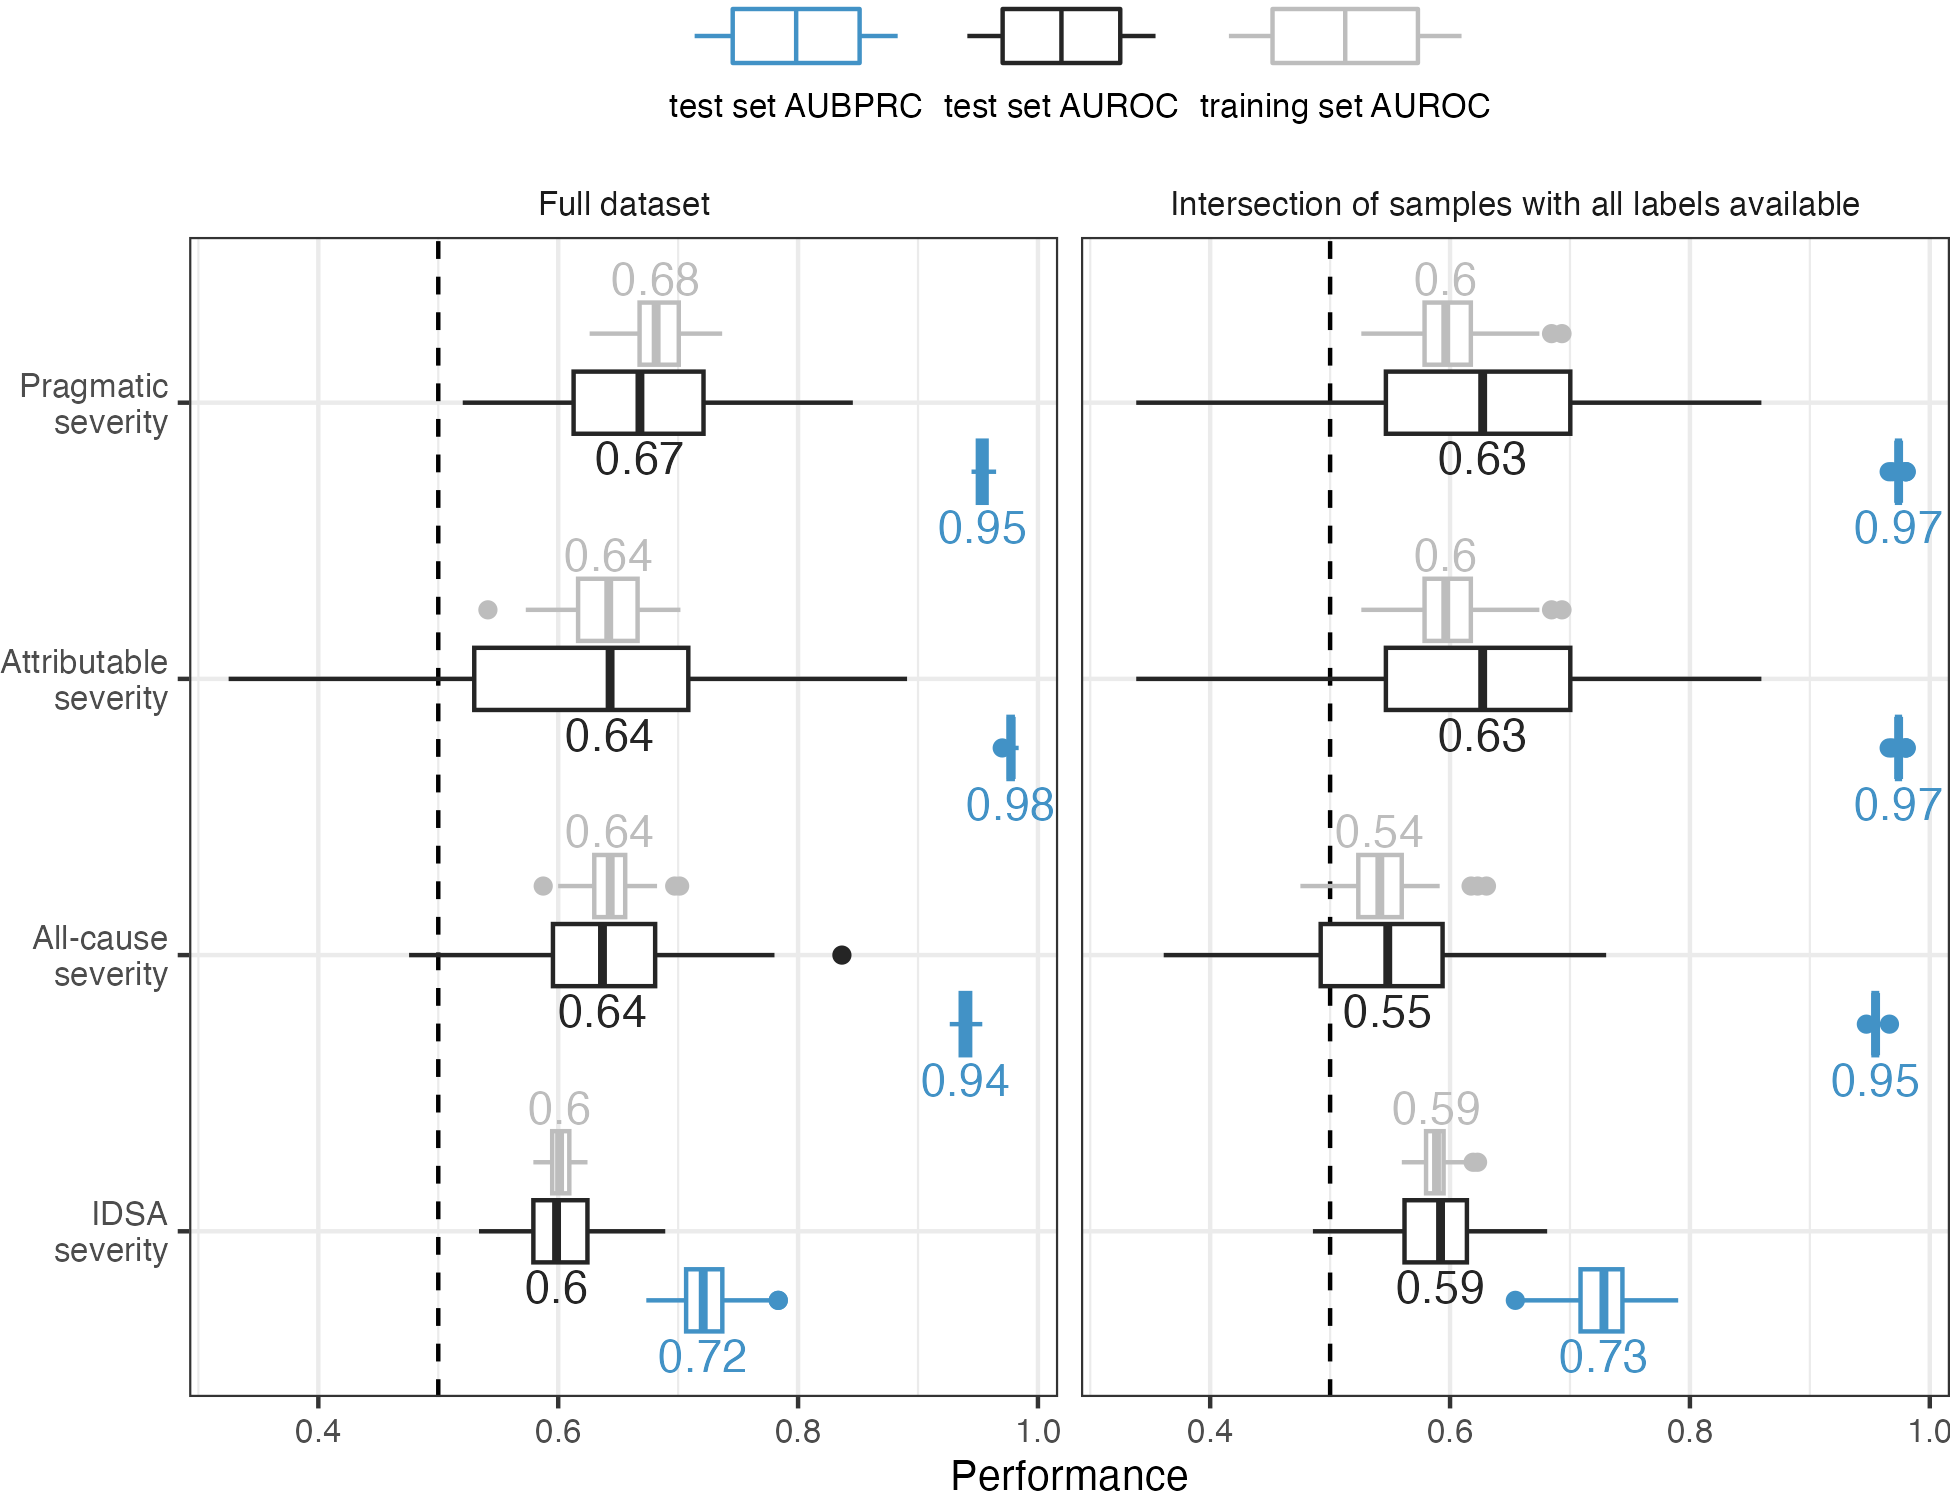 test set AUBPRC test set AUROC training set AUROC
Full dataset
Intersection of samples with all labels available
Pragmatic
severity
0.68
0.67
0.95
0.6
0.63
0.97
Attributable
severity
0.64
0.64
0.98
0.6
0.63
0.97
All-cause
severity
0.64
0.64
0.94
0.54
0.55
0.95
IDSA
severity
0.6
0.6
0.72
0.59
0.59
0.73
0.4 0.6 0.8 1.0 0.4 0.6 0.8 1.0
Performance